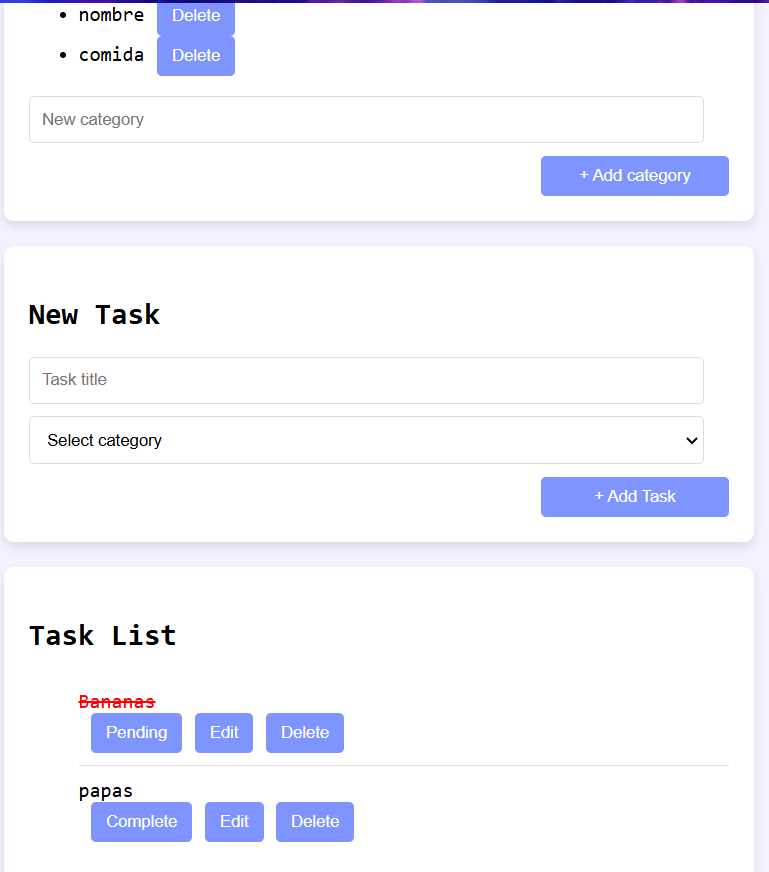 nombre Delete
comida Delete
New category
+ Add category
New Task
Task title
Select category
+ Add Task
Task List
Bananas
Pending Edit Delete
papas
Complete Edit Delete